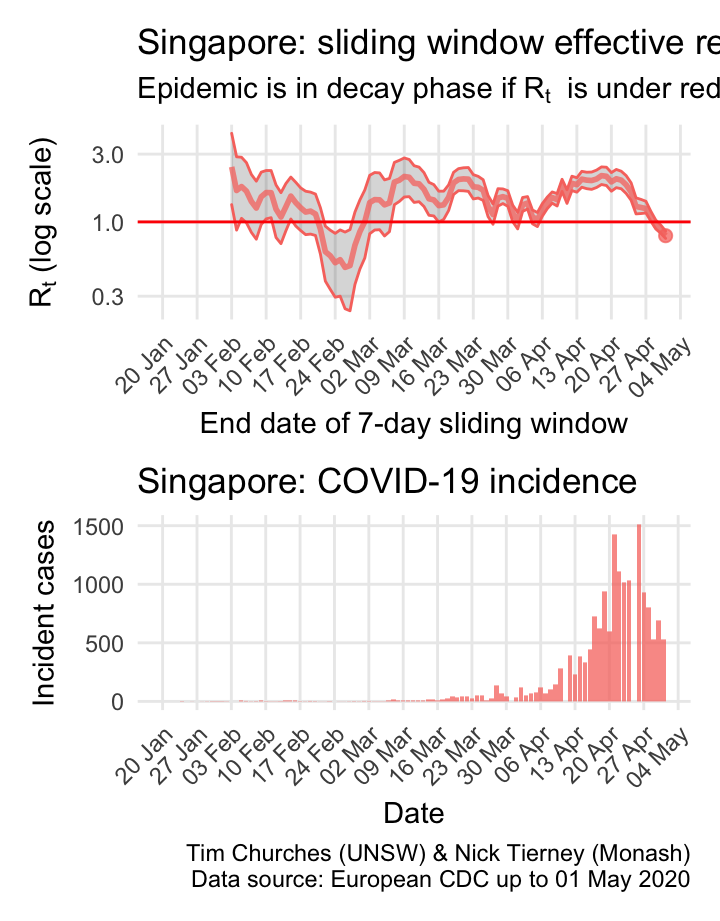 Singapore: sliding window effective re
Epidemic is in decay phase if Rt is under red
Rt (log scale)
3.0
1.0
0.3
20 Jan
27 Jan
03 Feb
10 Feb
17 Feb
24 Feb
02 Mar
09 Mar
16 Mar
23 Mar
30 Mar
06 Apr
13 Apr
20 Apr
27 Apr
04 May
End date of 7-day sliding window
Singapore: COVID-19 incidence
Incident cases
1500
1000
500
0
20 Jan
27 Jan
03 Feb
10 Feb
17 Feb
24 Feb
02 Mar
09 Mar
16 Mar
23 Mar
30 Mar
06 Apr
13 Apr
20 Apr
27 Apr
04 May
Date
Tim Churches (UNSW) & Nick Tierney (Monash)
Data source: European CDC up to 01 May 2020